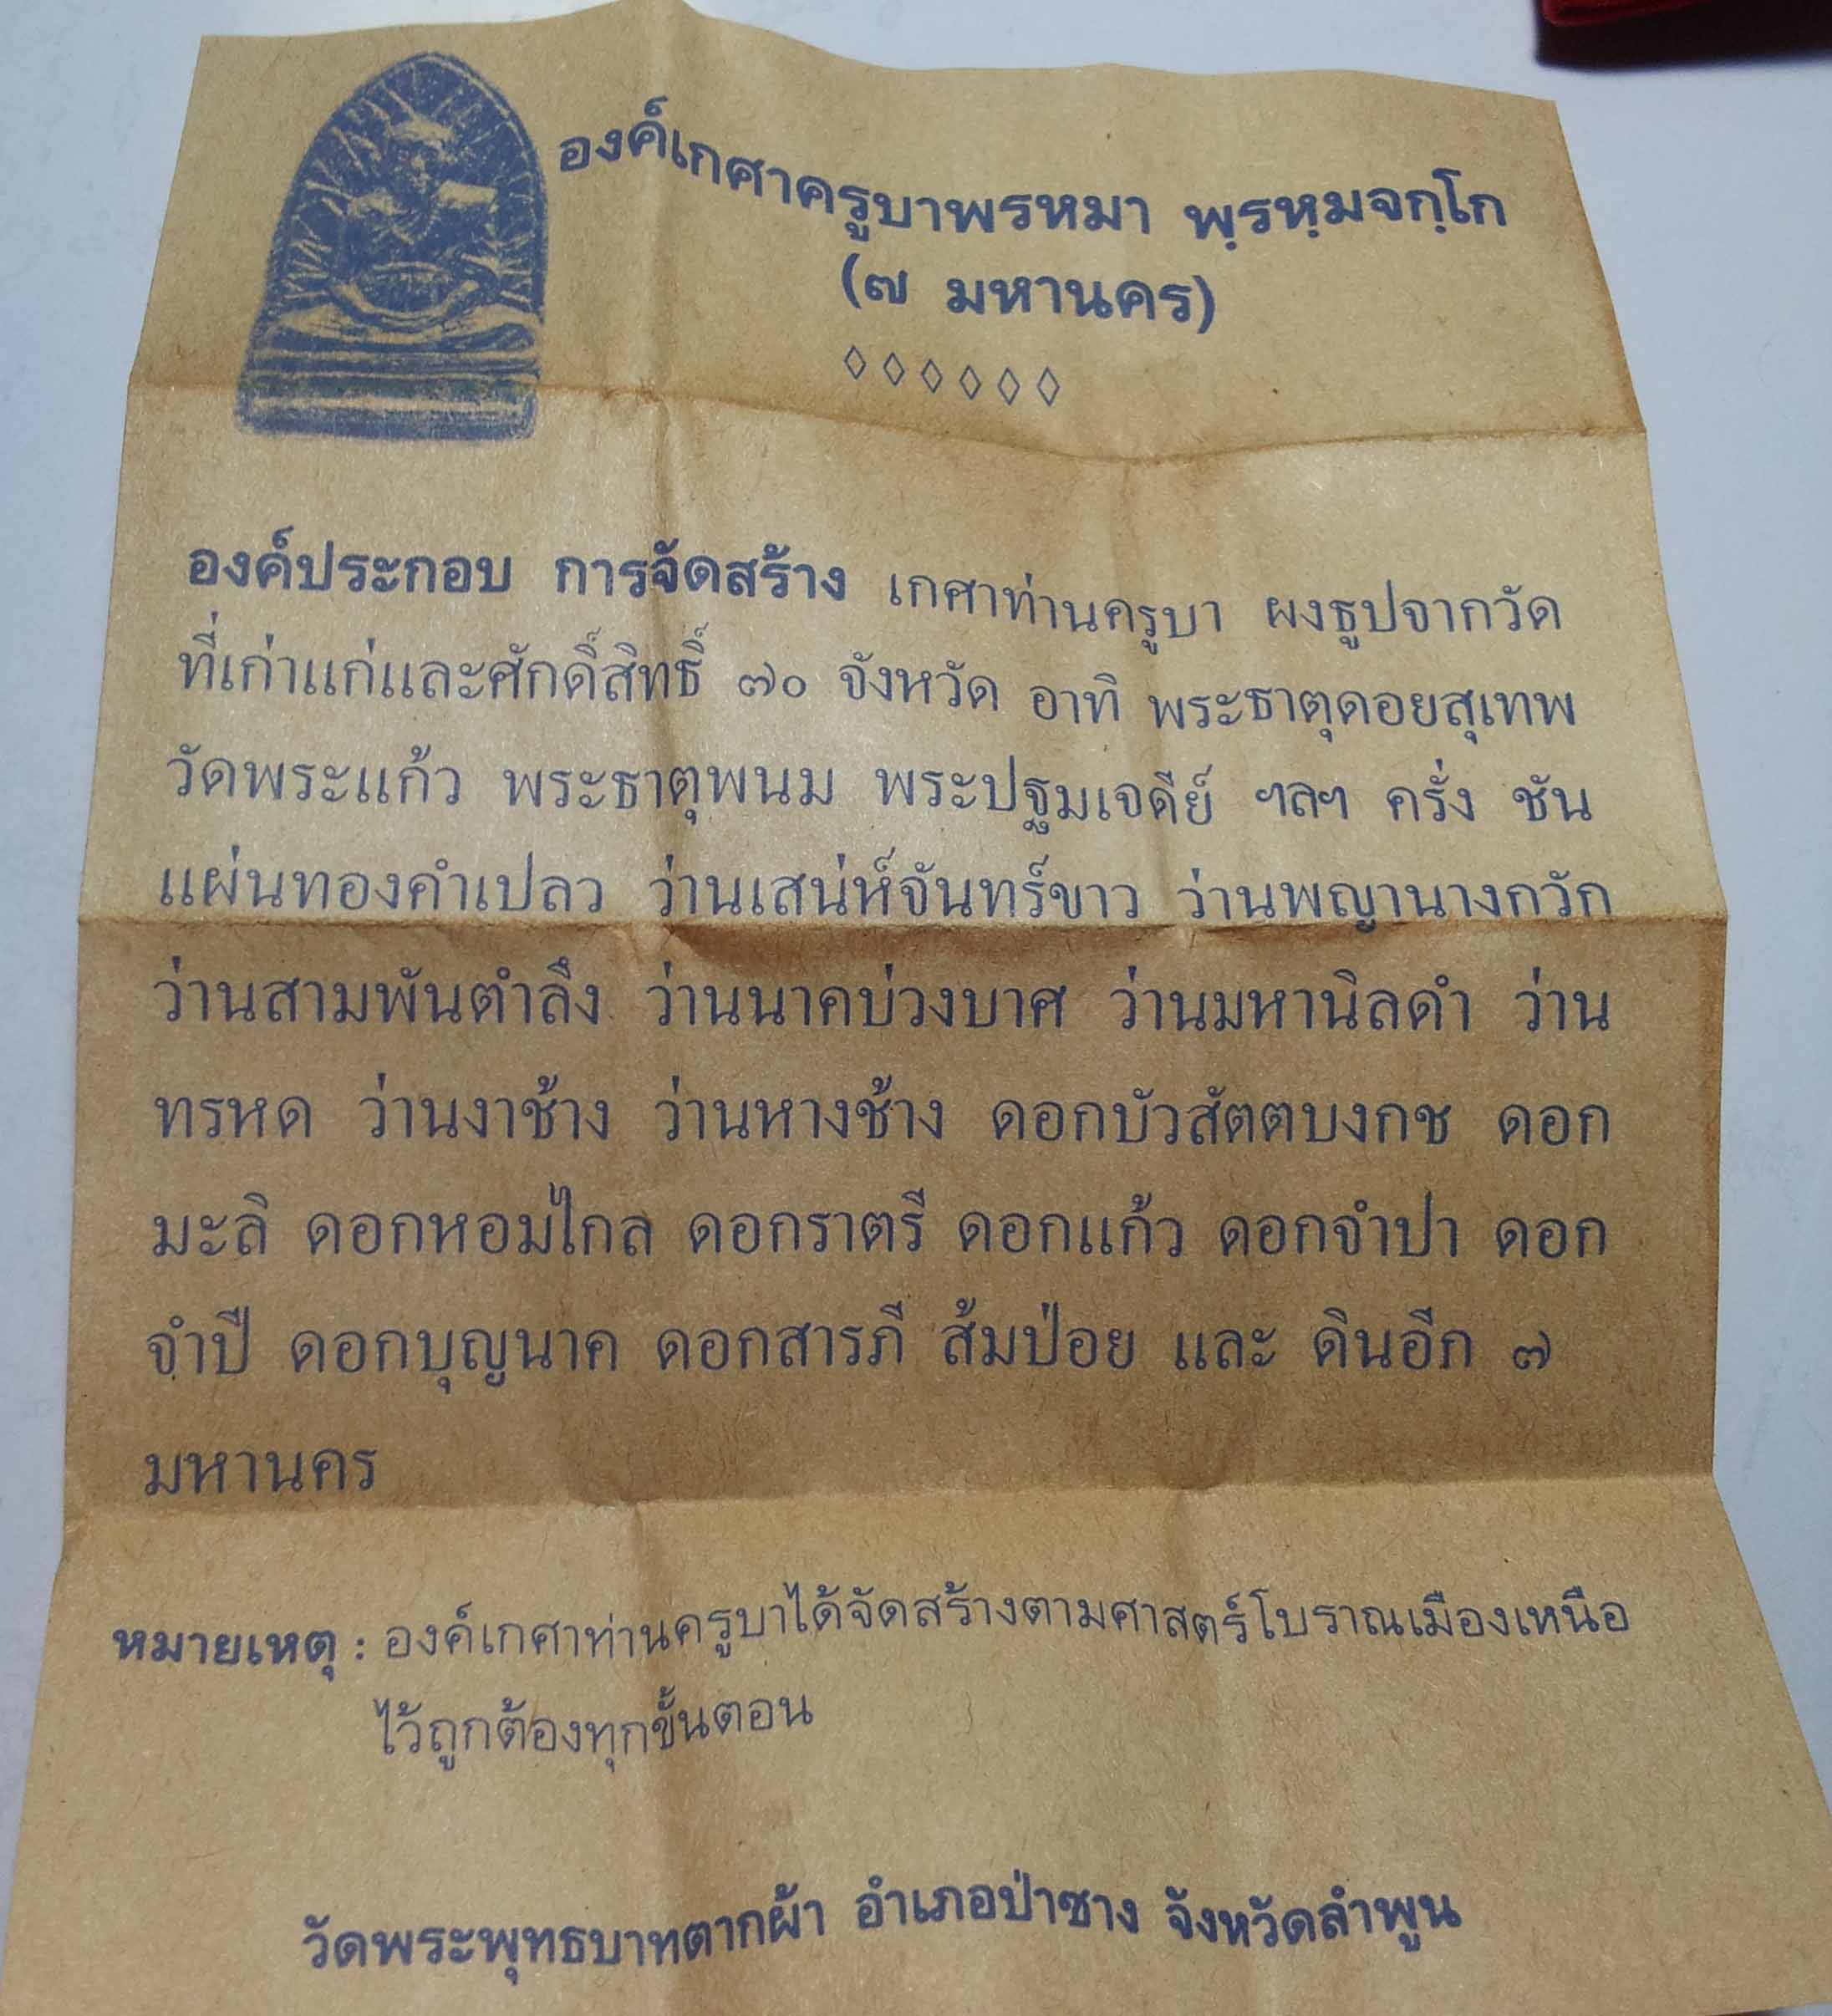 องค์เกศาครูบาพรหมา พฺรหฺมจกฺโก
(๗ มหานคร)
องค์ประกอบ การจัดสร้าง เกศาท่านครูบา ผงธูปจากวัด
ที่เก่าแก่และศักดิ์สิทธิ์ ๗๐ จังหวัด อาทิ พระธาตุดอยสุเทพ
วัดพระแก้ว พระธาตุพนม พระปฐมเจดีย์ ฯลฯ ครั่ง ชัน
แผ่นทองคำเปลว ว่านเสน่ห์จันทร์ขาว ว่านพญานางกวัก
ว่านสามพันตำลึง ว่านนาคบ่วงบาศ ว่านมหานิลดำ ว่าน
ทรหด ว่านงาช้าง ว่านหางช้าง ดอกบัวสัตตบงกช ดอก
มะลิ ดอกหอมไกล ดอกราตรี ดอกแก้ว ดอกจำปา ดอก
จำปี ดอกบุญนาค ดอกสารภี ส้มป่อย และ ดินอีก ๗
มหานคร
หมายเหตุ : องค์เกศาท่านครูบาได้จัดสร้างตามศาสตร์โบราณเมืองเหนือ
ไว้ถูกต้องทุกขั้นตอน
วัดพระพุทธบาทตากผ้า อำเภอป่าซาง จังหวัดลำพูน